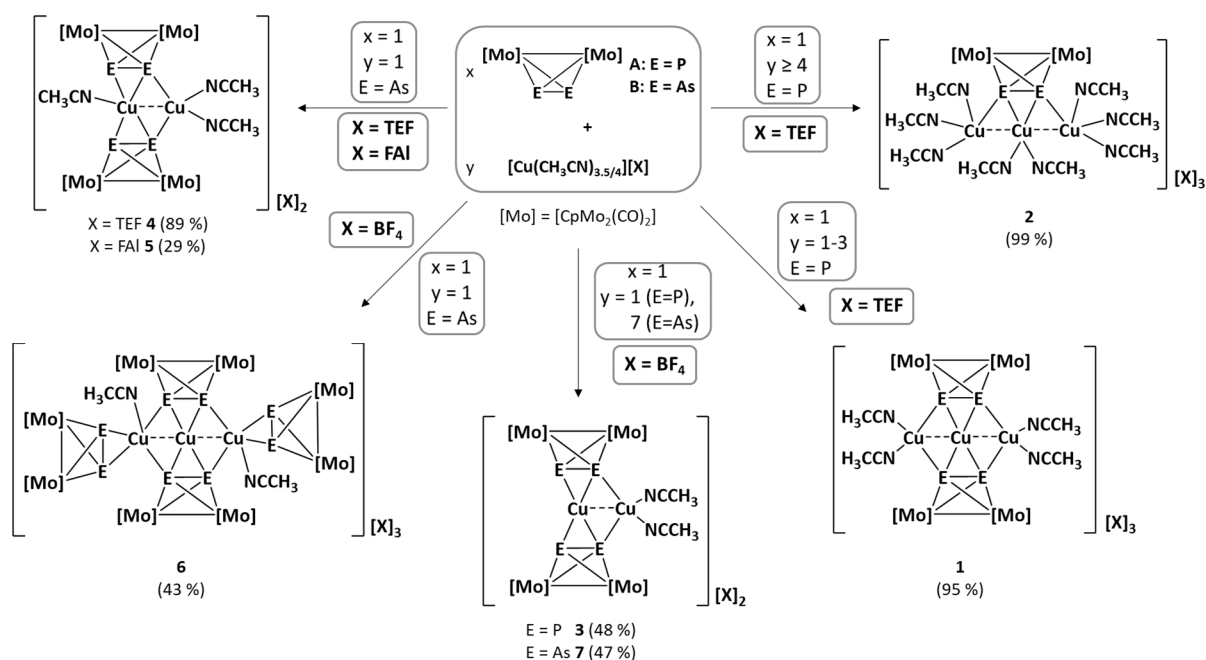 [Mo] [Mo]
E E
CH₃CN NCCH₃
Cu Cu
NCCH₃
E E
[Mo] [Mo]
[X]₂
X = TEF 4 (89 %)
X = FAl 5 (29 %)
x = 1
y = 1
E = As
X = TEF
X = FAl
x
[Mo] [Mo]
E E
A: E = P
B: E = As
+
y
[Cu(CH₃CN)₃.₅/₄][X]
[Mo] = [CpMo₂(CO)₂]
x = 1
y ≥ 4
E = P
X = TEF
[Mo] [Mo]
E E
H₃CCN NCCH₃
H₃CCN NCCH₃
Cu Cu Cu
H₃CCN NCCH₃
H₃CCN NCCH₃
[X]₃
2
(99 %)
X = BF₄
x = 1
y = 1
E = As
x = 1
y = 1 (E=P),
7 (E=As)
X = BF₄
x = 1
y = 1-3
E = P
X = TEF
[Mo] [Mo]
H₃CCN
[Mo] E E [Mo]
E E
Cu Cu Cu
E E
[Mo] E E [Mo]
NCCH₃
[Mo] [Mo]
[X]₃
6
(43 %)
[Mo] [Mo]
E E
NCCH₃
Cu Cu
NCCH₃
E E
[Mo] [Mo]
[X]₂
E = P 3 (48 %)
E = As 7 (47 %)
[Mo] [Mo]
E E
H₃CCN NCCH₃
Cu Cu Cu
H₃CCN NCCH₃
E E
[Mo] [Mo]
[X]₃
1
(95 %)